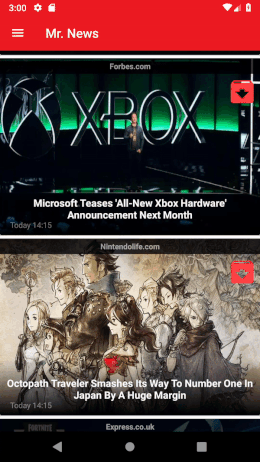 3:00
Mr. News
Forbes.com
XBOX
Microsoft Teases 'All-New Xbox Hardware'
Announcement Next Month
Today 14:15
Nintendolife.com
Octopath Traveler Smashes Its Way To Number One In
Japan By A Huge Margin
Today 14:15
Express.co.uk
FORTNITE